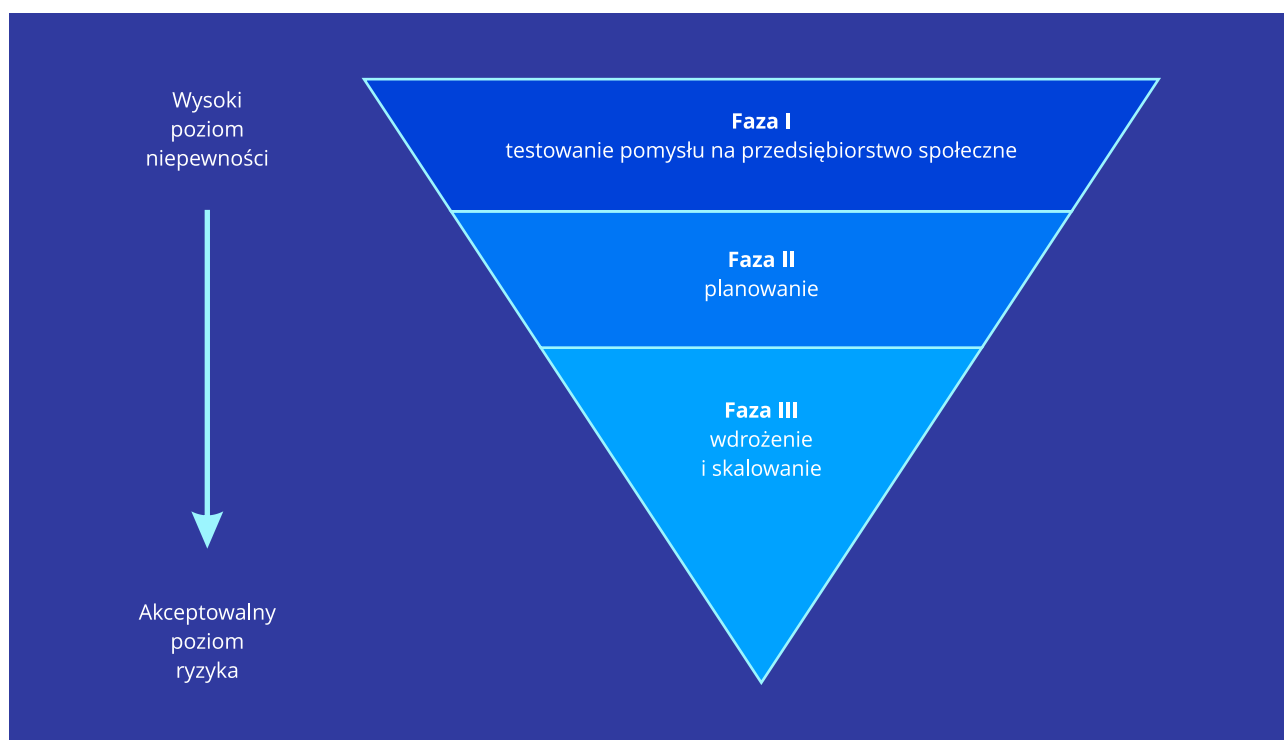 Wysoki
poziom
niepewności
Faza I
testowanie pomysłu na przedsiębiorstwo społeczne
Faza II
planowanie
Faza III
wdrożenie
i skalowanie
Akceptowalny
poziom
ryzyka